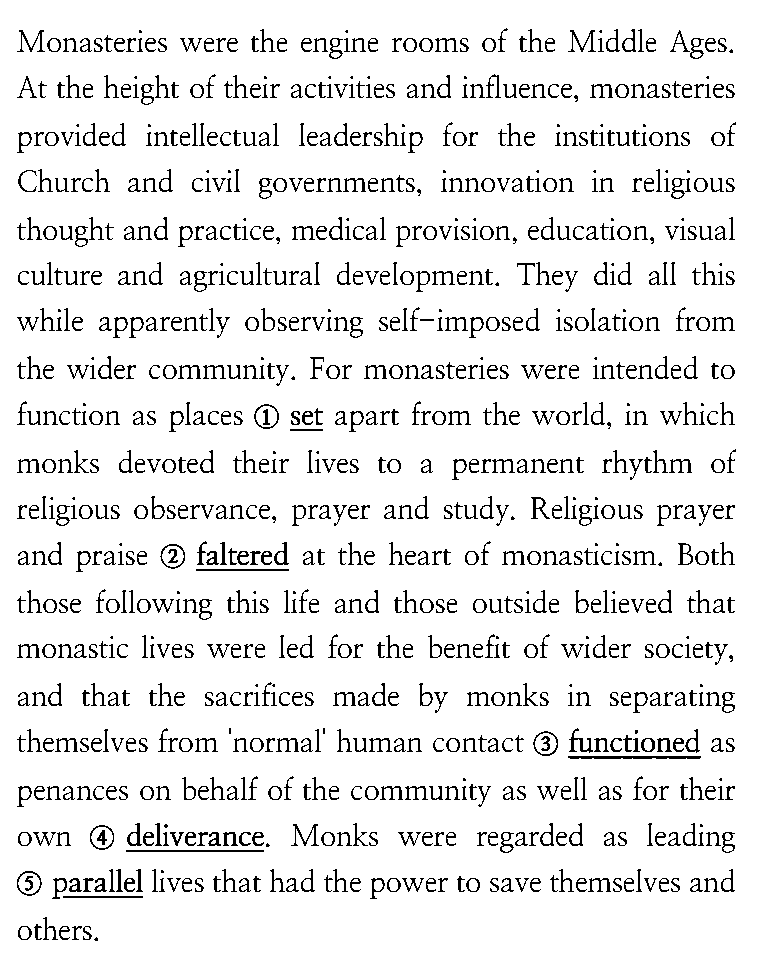 Monasteries were the engine rooms of the Middle Ages.
At the height of their activities and influence, monasteries
provided intellectual leadership for the institutions of
Church and civil governments, innovation in religious
thought and practice, medical provision, education, visual
culture and agricultural development. They did all this
while apparently observing self-imposed isolation from
the wider community. For monasteries were intended to
function as places ① set apart from the world, in which
monks devoted their lives to a permanent rhythm of
religious observance, prayer and study. Religious prayer
and praise ② faltered at the heart of monasticism. Both
those following this life and those outside believed that
monastic lives were led for the benefit of wider society,
and that the sacrifices made by monks in separating
themselves from 'normal' human contact ③ functioned as
penances on behalf of the community as well as for their
own ④ deliverance. Monks were regarded as leading
⑤ parallel lives that had the power to save themselves and
others.